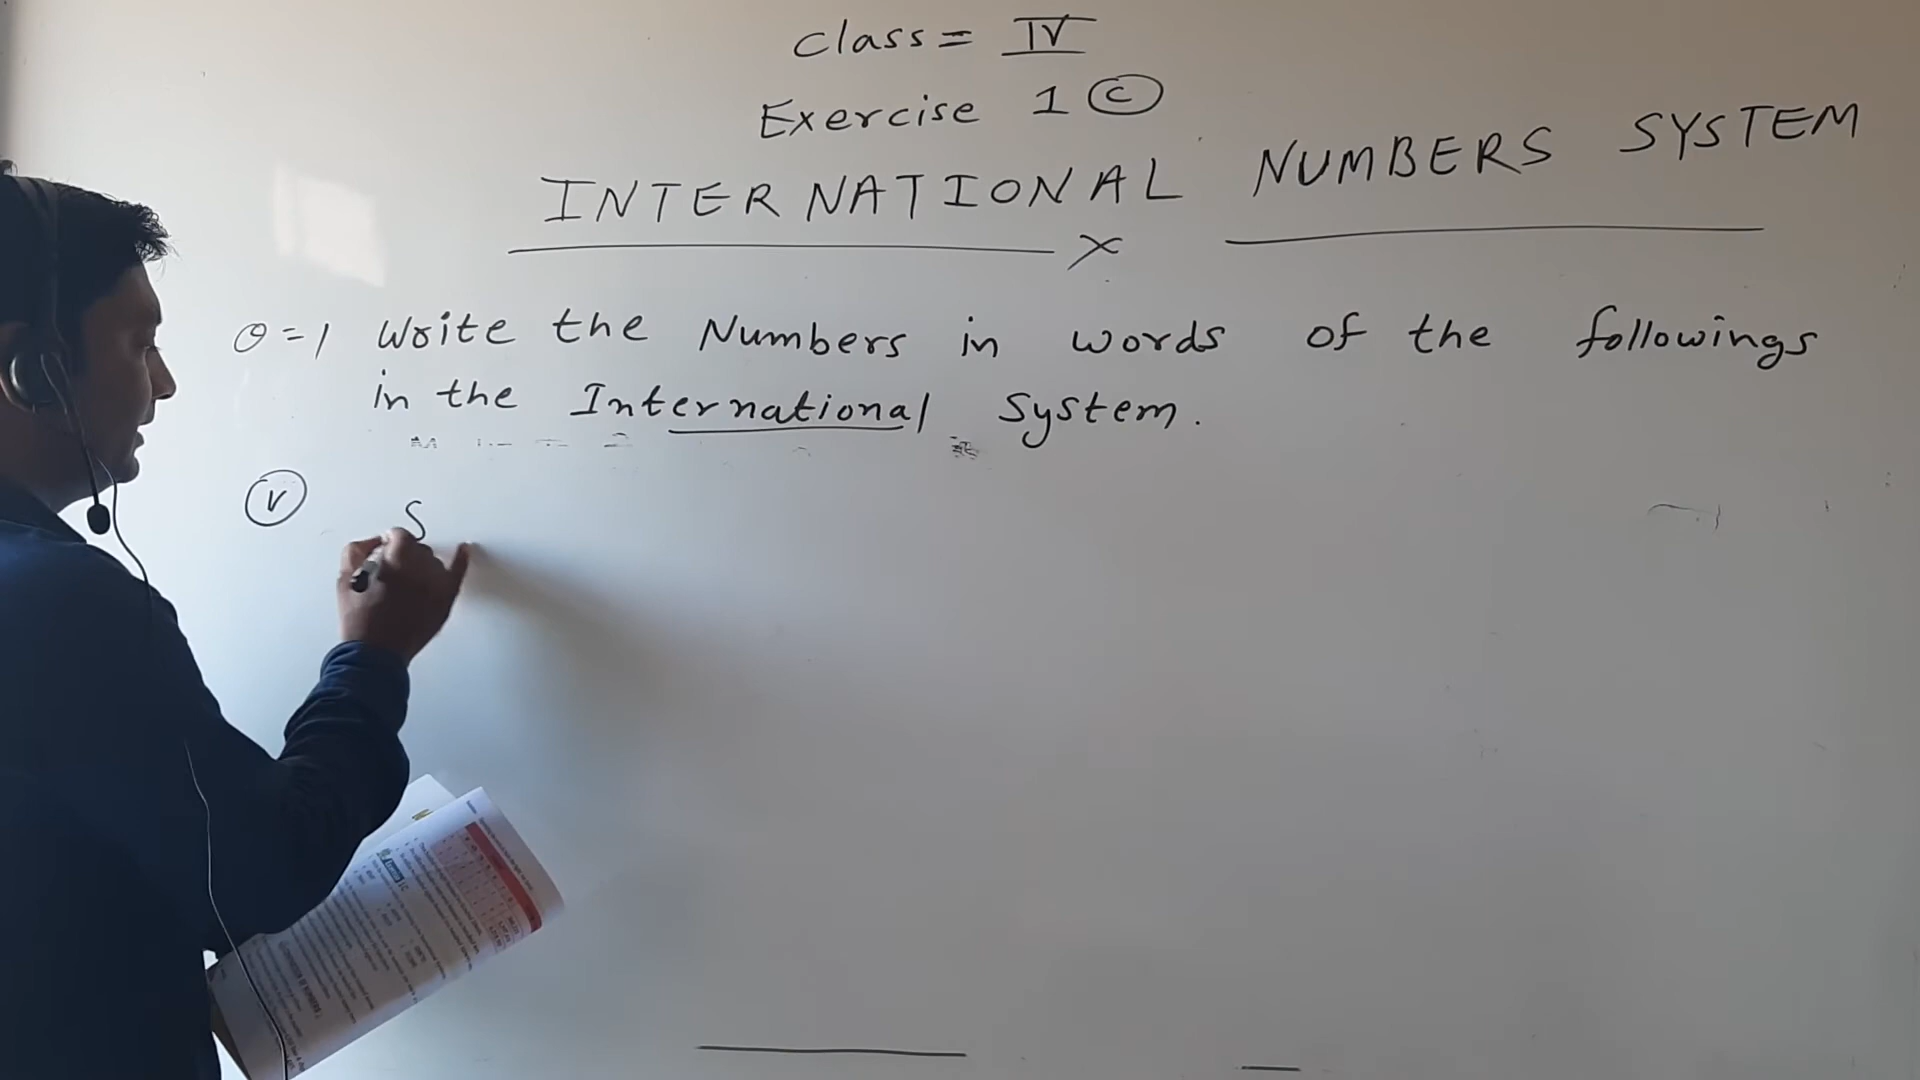 Class = IV
Exercise 1 (C)
INTERNATIONAL NUMBERS SYSTEM
Q=1 Write the Numbers in words of the followings
in the International System.
(V) 5